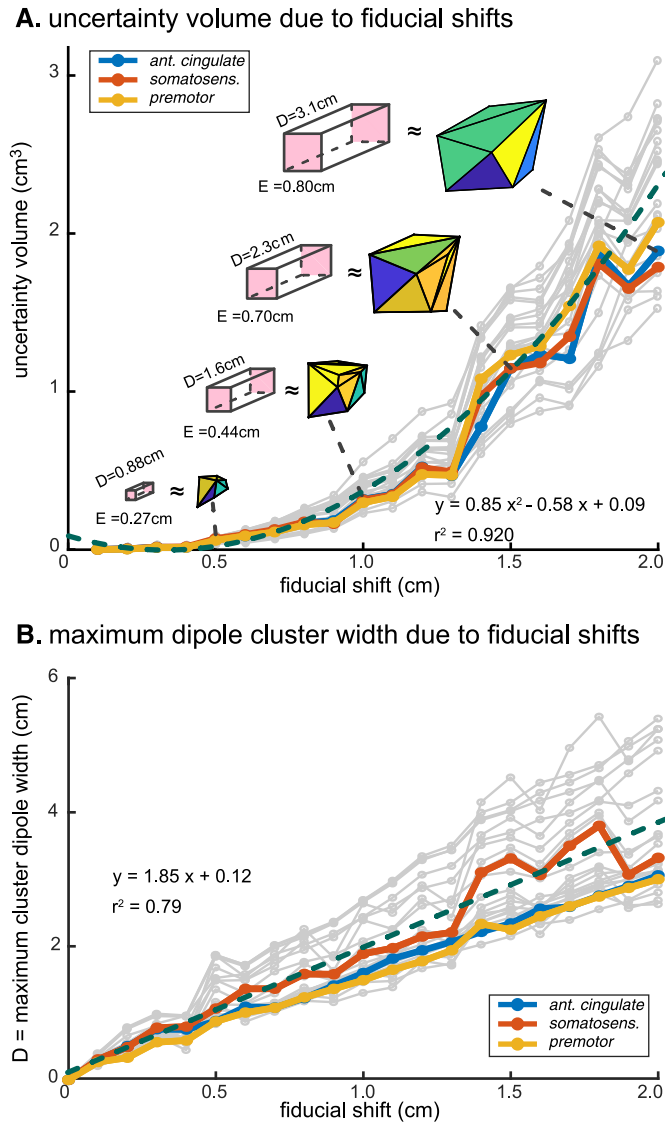 A. uncertainty volume due to fiducial shifts
3
ant. cingulate
somatosens.
premotor
D=3.1cm
≈
E =0.80cm
uncertainty volume (cm³)
2
D=2.3cm
≈
E =0.70cm
D=1.6cm
≈
E =0.44cm
1
D=0.88cm
≈
E =0.27cm
y = 0.85 x² - 0.58 x + 0.09
r² = 0.920
0
0 0.5 1.0 1.5 2.0
fiducial shift (cm)
B. maximum dipole cluster width due to fiducial shifts
6
D = maximum cluster dipole width (cm)
4
y = 1.85 x + 0.12
r² = 0.79
2
ant. cingulate
somatosens.
premotor
0
0 0.5 1.0 1.5 2.0
fiducial shift (cm)